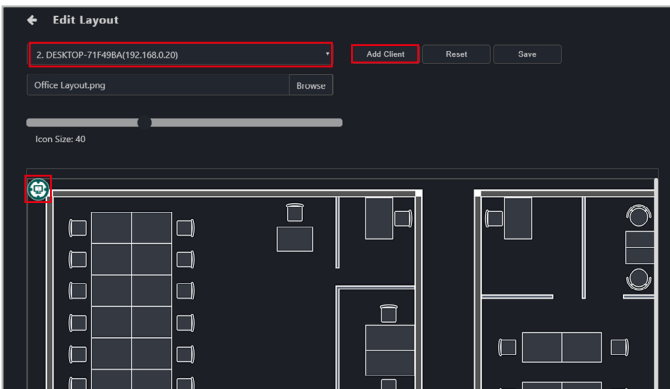 Edit Layout
2. DESKTOP-71F49BA(192.168.0.20)
Add Client
Reset
Save
Office Layout.png
Browse
Icon Size: 40